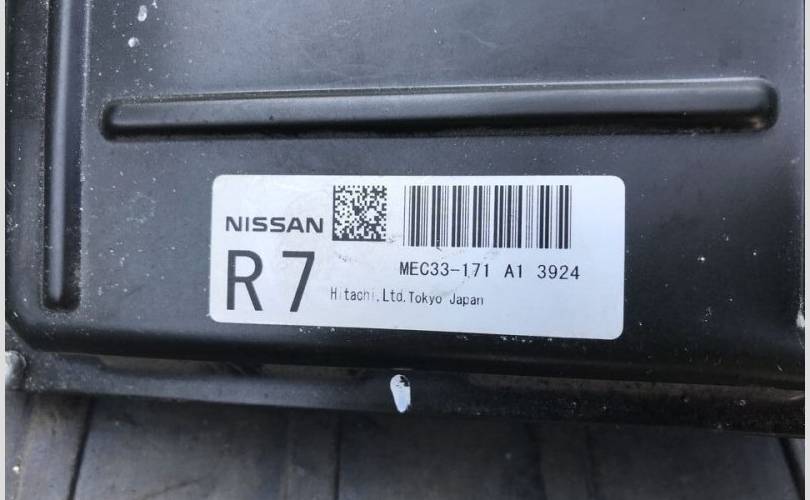 NISSAN
R7
MEC33-171 A1 3924
Hitachi,Ltd.Tokyo Japan